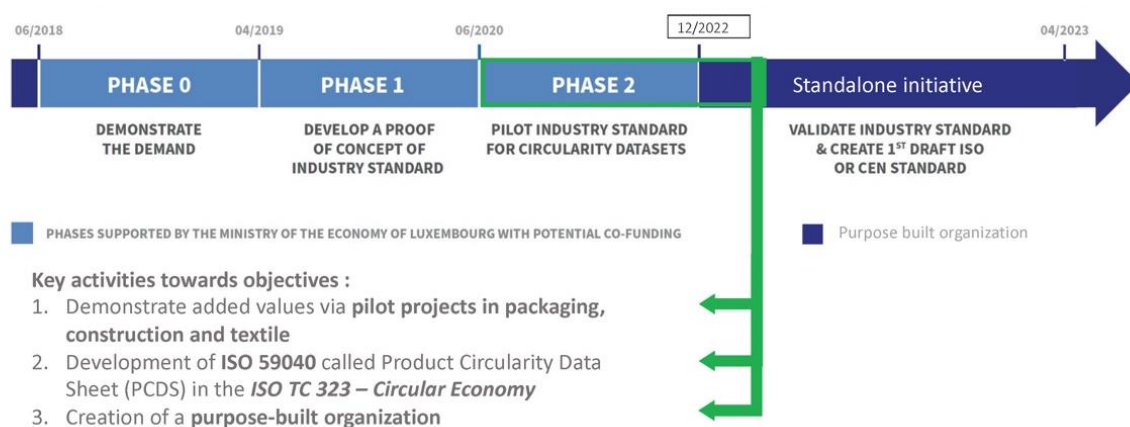 06/2018
04/2019
06/2020
12/2022
04/2023
PHASE 0
PHASE 1
PHASE 2
Standalone initiative
DEMONSTRATE
THE DEMAND
DEVELOP A PROOF
OF CONCEPT OF
INDUSTRY STANDARD
PILOT INDUSTRY STANDARD
FOR CIRCULARITY DATASETS
VALIDATE INDUSTRY STANDARD
& CREATE 1ST DRAFT ISO
OR CEN STANDARD
PHASES SUPPORTED BY THE MINISTRY OF THE ECONOMY OF LUXEMBOURG WITH POTENTIAL CO-FUNDING
Purpose built organization
Key activities towards objectives :
1. Demonstrate added values via pilot projects in packaging,
construction and textile
2. Development of ISO 59040 called Product Circularity Data
Sheet (PCDS) in the ISO TC 323 – Circular Economy
3. Creation of a purpose-built organization